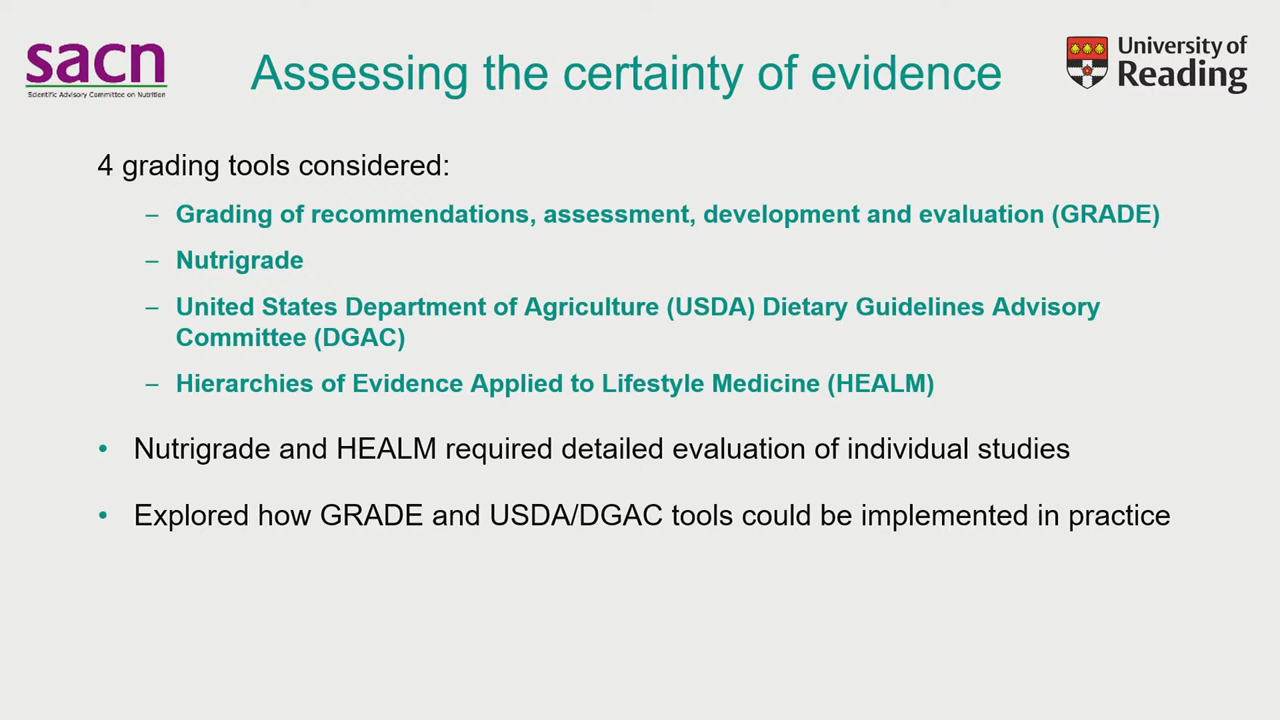 sacn
Scientific Advisory Committee on Nutrition
Assessing the certainty of evidence
University of
Reading
4 grading tools considered:
– Grading of recommendations, assessment, development and evaluation (GRADE)
– Nutrigrade
– United States Department of Agriculture (USDA) Dietary Guidelines Advisory
Committee (DGAC)
– Hierarchies of Evidence Applied to Lifestyle Medicine (HEALM)
• Nutrigrade and HEALM required detailed evaluation of individual studies
• Explored how GRADE and USDA/DGAC tools could be implemented in practice